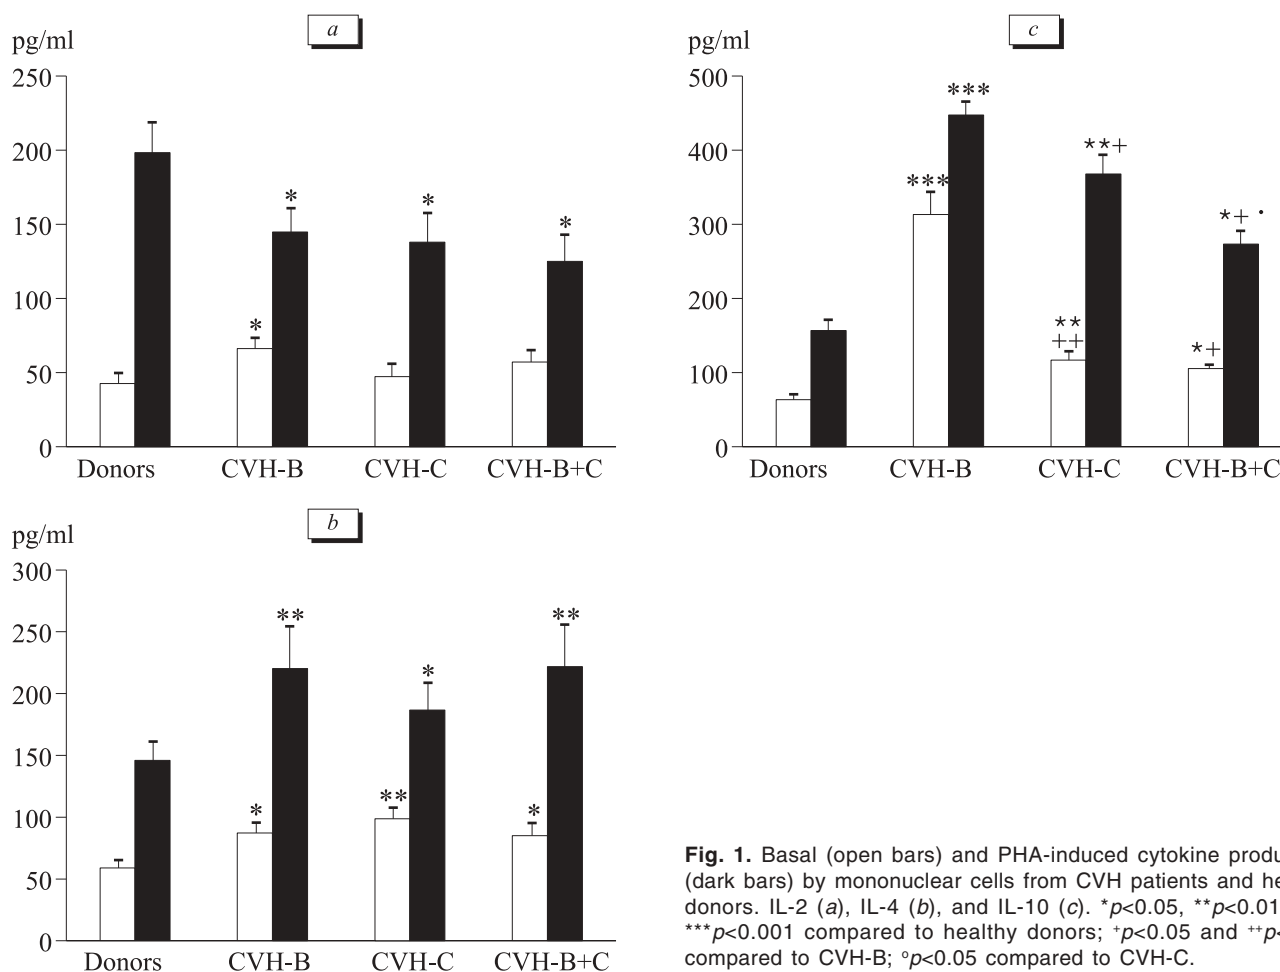 a
pg/ml
250
200
150
100
50
0
*
*
*
*
Donors CVH-B CVH-C CVH-B+C
b
pg/ml
300
250
200
150
100
50
0
**
*
**
*
**
*
Donors CVH-B CVH-C CVH-B+C
c
pg/ml
500
400
300
200
100
0
***
***
**+
**
++
*+•
*+
Donors CVH-B CVH-C CVH-B+C
Fig. 1. Basal (open bars) and PHA-induced cytokine produ
(dark bars) by mononuclear cells from CVH patients and he
donors. IL-2 (a), IL-4 (b), and IL-10 (c). *p<0.05, **p<0.01
***p<0.001 compared to healthy donors; +p<0.05 and ++p<
compared to CVH-B; °p<0.05 compared to CVH-C.